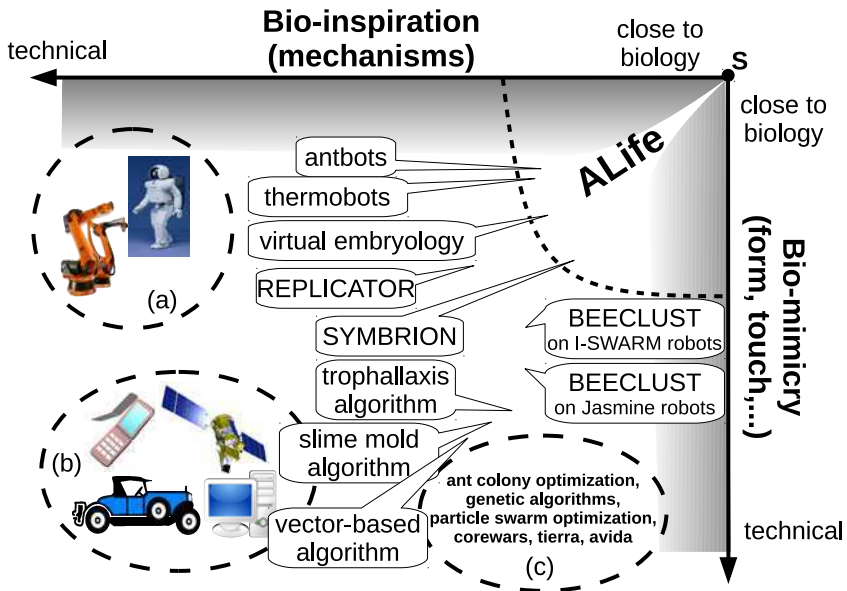 Bio-inspiration
(mechanisms)
technical
close to
biology
S
close to
biology
ALife
antbots
thermobots
virtual embryology
REPLICATOR
SYMBRION
trophallaxis
algorithm
slime mold
algorithm
vector-based
algorithm
BEECLUST
on I-SWARM robots
BEECLUST
on Jasmine robots
Bio-mimicry
(form, touch,...)
(a)
(b)
ant colony optimization,
genetic algorithms,
particle swarm optimization,
corewars, tierra, avida
(c)
technical